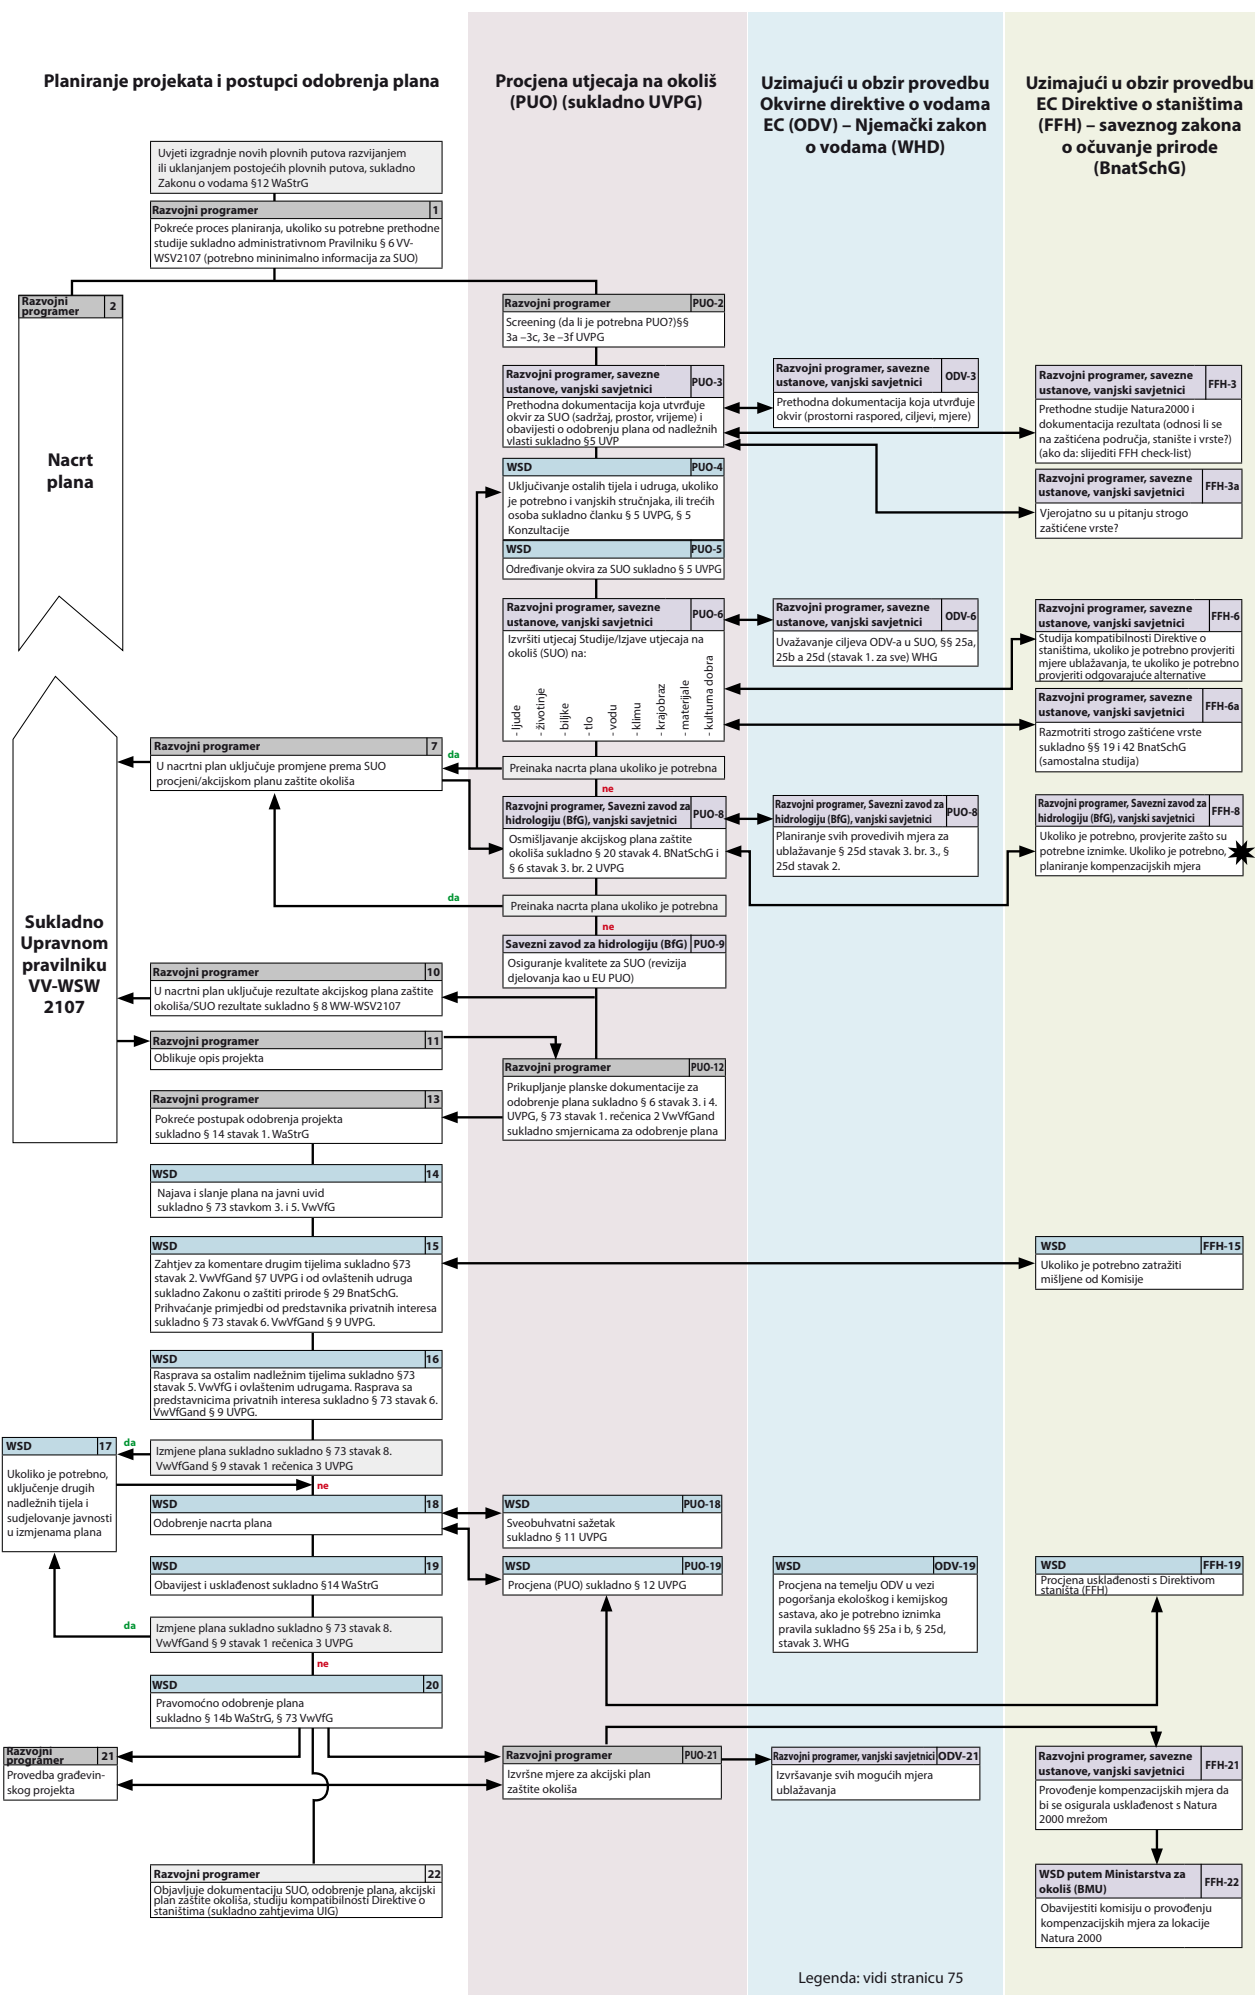 Planiranje projekata i postupci odobrenja plana
Procjena utjecaja na okoliš
(PUO) (sukladno UVPG)
Uzimajući u obzir provedbu
Okvirne direktive o vodama
EC (ODV) – Njemački zakon
o vodama (WHD)
Uzimajući u obzir provedbu
EC Direktive o staništima
(FFH) – saveznog zakona
o očuvanje prirode
(BnatSchG)
Uvjeti izgradnje novih plovnih putova razvijanjem
ili uklanjanjem postojećih plovnih putova, sukladno
Zakonu o vodama §12 WaStrG
Razvojni programer 1
Pokreće proces planiranja, ukoliko su potrebne prethodne
studije sukladno administrativnom Pravilniku § 6 VV-
WSV2107 (potrebno mininimalno informacija za SUO)
Razvojni
programer 2
Nacrt
plana
Razvojni programer PUO-2
Screening (da li je potrebna PUO?)§§
3a –3c, 3e –3f UVPG
Razvojni programer, savezne
ustanove, vanjski savjetnici PUO-3
Prethodna dokumentacija koja utvrđuje
okvir za SUO (sadržaj, prostor, vrijeme) i
obavijesti o odobrenju plana od nadležnih
vlasti sukladno §5 UVP
Razvojni programer, savezne
ustanove, vanjski savjetnici ODV-3
Prethodna dokumentacija koja utvrđuje
okvir (prostorni raspored, ciljevi, mjere)
Razvojni programer, savezne
ustanove, vanjski savjetnici FFH-3
Prethodne studije Natura2000 i
dokumentacija rezultata (odnosi li se
na zaštićena područja, stanište i vrste?)
(ako da: slijediti FFH check-list)
WSD PUO-4
Uključivanje ostalih tijela i udruga, ukoliko
je potrebno i vanjskih stručnjaka, ili trećih
osoba sukladno članku § 5 UVPG, § 5
Konzultacije
Razvojni programer, savezne
ustanove, vanjski savjetnici FFH-3a
Vjerojatno su u pitanju strogo
zaštićene vrste?
WSD PUO-5
Određivanje okvira za SUO sukladno § 5 UVPG
Razvojni programer, savezne
ustanove, vanjski savjetnici PUO-6
Izvršiti utjecaj Studije/Izjave utjecaja na
okoliš (SUO) na:
- ljude
- životinje
- biljke
- tlo
- vodu
- klimu
- krajobraz
- materijale
- kulturna dobra
Razvojni programer, savezne
ustanove, vanjski savjetnici ODV-6
Uvažavanje ciljeva ODV-a u SUO, §§ 25a,
25b a 25d (stavak 1. za sve) WHG
Razvojni programer, savezne
ustanove, vanjski savjetnici FFH-6
Studija kompatibilnosti Direktive o
staništima, ukoliko je potrebno provjeriti
mjere ublažavanja, te ukoliko je potrebno
provjeriti odgovarajuće alternative
Razvojni programer, savezne
ustanove, vanjski savjetnici FFH-6a
Razmotriti strogo zaštićene vrste
sukladno §§ 19 i 42 BnatSchG
(samostalna studija)
Razvojni programer 7
U nacrtni plan uključuje promjene prema SUO
procjeni/akcijskom planu zaštite okoliša
da
Preinaka nacrta plana ukoliko je potrebna
ne
Razvojni programer, Savezni zavod za
hidrologiju (BfG), vanjski savjetnici PUO-8
Osmišljavanje akcijskog plana zaštite
okoliša sukladno § 20 stavak 4. BNatSchG i
§ 6 stavak 3. br. 2 UVPG
Razvojni programer, Savezni zavod za
hidrologiju (BfG), vanjski savjetnici PUO-8
Planiranje svih provedivih mjera za
ublažavanje § 25d stavak 3. br. 3., §
25d stavak 2.
Razvojni programer, Savezni zavod za
hidrologiju (BfG), vanjski savjetnici FFH-8
Ukoliko je potrebno, provjerite zašto su
potrebne iznimke. Ukoliko je potrebno,
planiranje kompenzacijskih mjera
da
Preinaka nacrta plana ukoliko je potrebna
ne
Sukladno
Upravnom
pravilniku
VV-WSW
2107
Savezni zavod za hidrologiju (BfG) PUO-9
Osiguranje kvalitete za SUO (revizija
djelovanja kao u EU PUO)
Razvojni programer 10
U nacrtni plan uključuje rezultate akcijskog plana zaštite
okoliša/SUO rezultate sukladno § 8 WW-WSV2107
Razvojni programer 11
Oblikuje opis projekta
Razvojni programer PUO-12
Prikupljanje planske dokumentacije za
odobrenje plana sukladno § 6 stavak 3. i 4.
UVPG, § 73 stavak 1. rečenica 2 VwVfGand
sukladno smjernicama za odobrenje plana
Razvojni programer 13
Pokreće postupak odobrenja projekta
sukladno § 14 stavak 1. WaStrG
WSD 14
Najava i slanje plana na javni uvid
sukladno § 73 stavkom 3. i 5. VwVfG
WSD 15
Zahtjev za komentare drugim tijelima sukladno §73
stavak 2. VwVfGand §7 UVPG i od ovlaštenih udruga
sukladno Zakonu o zaštiti prirode § 29 BnatSchG.
Prihvaćanje primjedbi od predstavnika privatnih interesa
sukladno § 73 stavak 6. VwVfGand § 9 UVPG.
WSD FFH-15
Ukoliko je potrebno zatražiti
mišljene od Komisije
WSD 16
Rasprava sa ostalim nadležnim tijelima sukladno §73
stavak 5. VwVfG i ovlaštenim udrugama. Rasprava sa
predstavnicima privatnih interesa sukladno § 73 stavak 6.
VwVfGand § 9 UVPG.
WSD 17
Ukoliko je potrebno,
uključenje drugih
nadležnih tijela i
sudjelovanje javnosti
u izmjenama plana
da
Izmjene plana sukladno sukladno § 73 stavak 8.
VwVfGand § 9 stavak 1 rečenica 3 UVPG
ne
WSD 18
Odobrenje nacrta plana
WSD PUO-18
Sveobuhvatni sažetak
sukladno § 11 UVPG
WSD 19
Obavijest i usklađenost sukladno §14 WaStrG
WSD PUO-19
Procjena (PUO) sukladno § 12 UVPG
WSD ODV-19
Procjena na temelju ODV u vezi
pogoršanja ekološkog i kemijskog
sastava, ako je potrebno iznimka
pravila sukladno §§ 25a i b, § 25d,
stavak 3. WHG
WSD FFH-19
Procjena usklađenosti s Direktivom
staništa (FFH)
da
Izmjene plana sukladno sukladno § 73 stavak 8.
VwVfGand § 9 stavak 1 rečenica 3 UVPG
ne
WSD 20
Pravomoćno odobrenje plana
sukladno § 14b WaStrG, § 73 VwVfG
Razvojni
programer 21
Provedba građevin-
skog projekta
Razvojni programer PUO-21
Izvršne mjere za akcijski plan
zaštite okoliša
Razvojni programer, vanjski savjetnici ODV-21
Izvršavanje svih mogućih mjera
ublažavanja
Razvojni programer, savezne
ustanove, vanjski savjetnici FFH-21
Provođenje kompenzacijskih mjera da
bi se osigurala usklađenost s Natura
2000 mrežom
Razvojni programer 22
Objavljuje dokumentaciju SUO, odobrenje plana, akcijski
plan zaštite okoliša, studiju kompatibilnosti Direktive o
staništima (sukladno zahtjevima UIG)
WSD putem Ministarstva za
okoliš (BMU) FFH-22
Obavijestiti komisiju o provođenju
kompenzacijskih mjera za lokacije
Natura 2000
Legenda: vidi stranicu 75